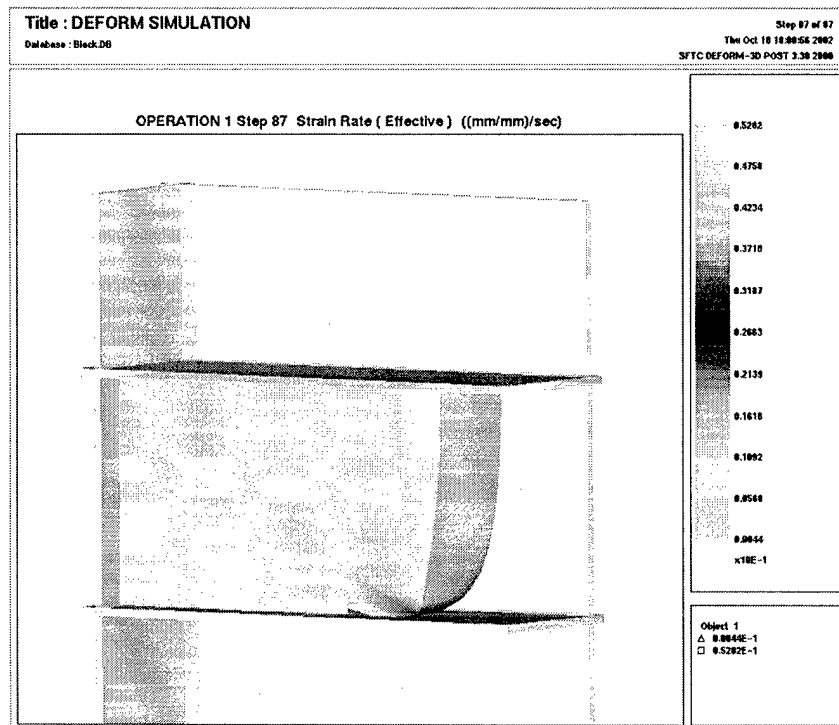 Title : DEFORM SIMULATION
Database : Block.DB
Step 87 of 87
Thu Oct 10 18:00:56 2002
SFTC DEFORM-3D POST 3.30 2000
OPERATION 1 Step 87 Strain Rate ( Effective ) ((mm/mm)/sec)
0.5282
0.4758
0.4234
0.3710
0.3187
0.2663
0.2139
0.1616
0.1092
0.0568
0.0044
x10E-1
Object 1
△ 0.0044E-1
□ 0.5282E-1